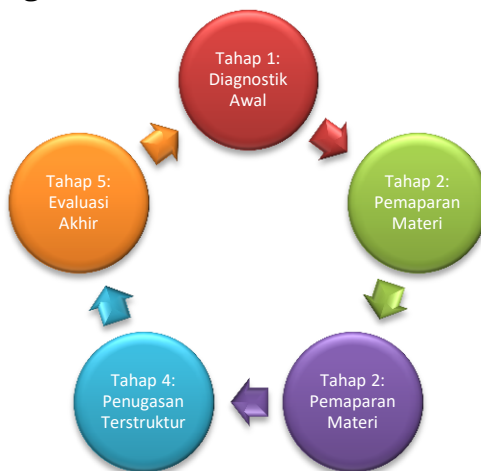 Tahap 1:
Diagnostik
Awal
Tahap 2:
Pemaparan
Materi
Tahap 2:
Pemaparan
Materi
Tahap 4:
Penugasan
Terstruktur
Tahap 5:
Evaluasi
Akhir